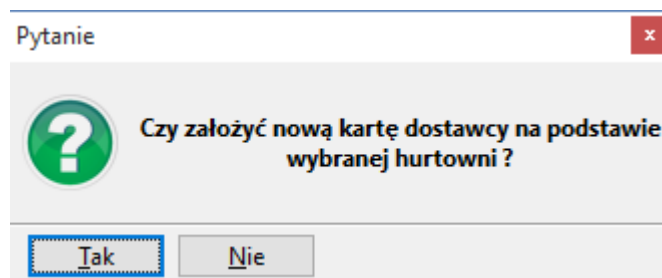 Pytanie
x
Czy założyć nową kartę dostawcy na podstawie
wybranej hurtowni ?
Tak
Nie